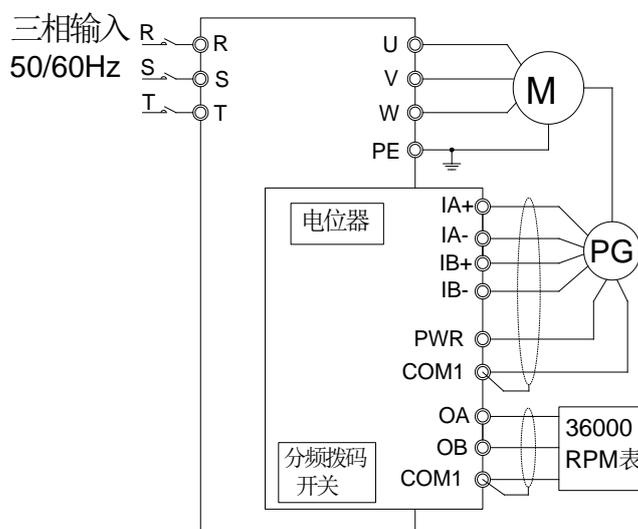 三相输入
50/60Hz
R
R
S
S
T
T
U
V
W
PE
M
电位器
IA+
IA-
IB+
IB-
PG
PWR
COM1
OA
OB
COM1
36000
RPM表
分频拨码
开关